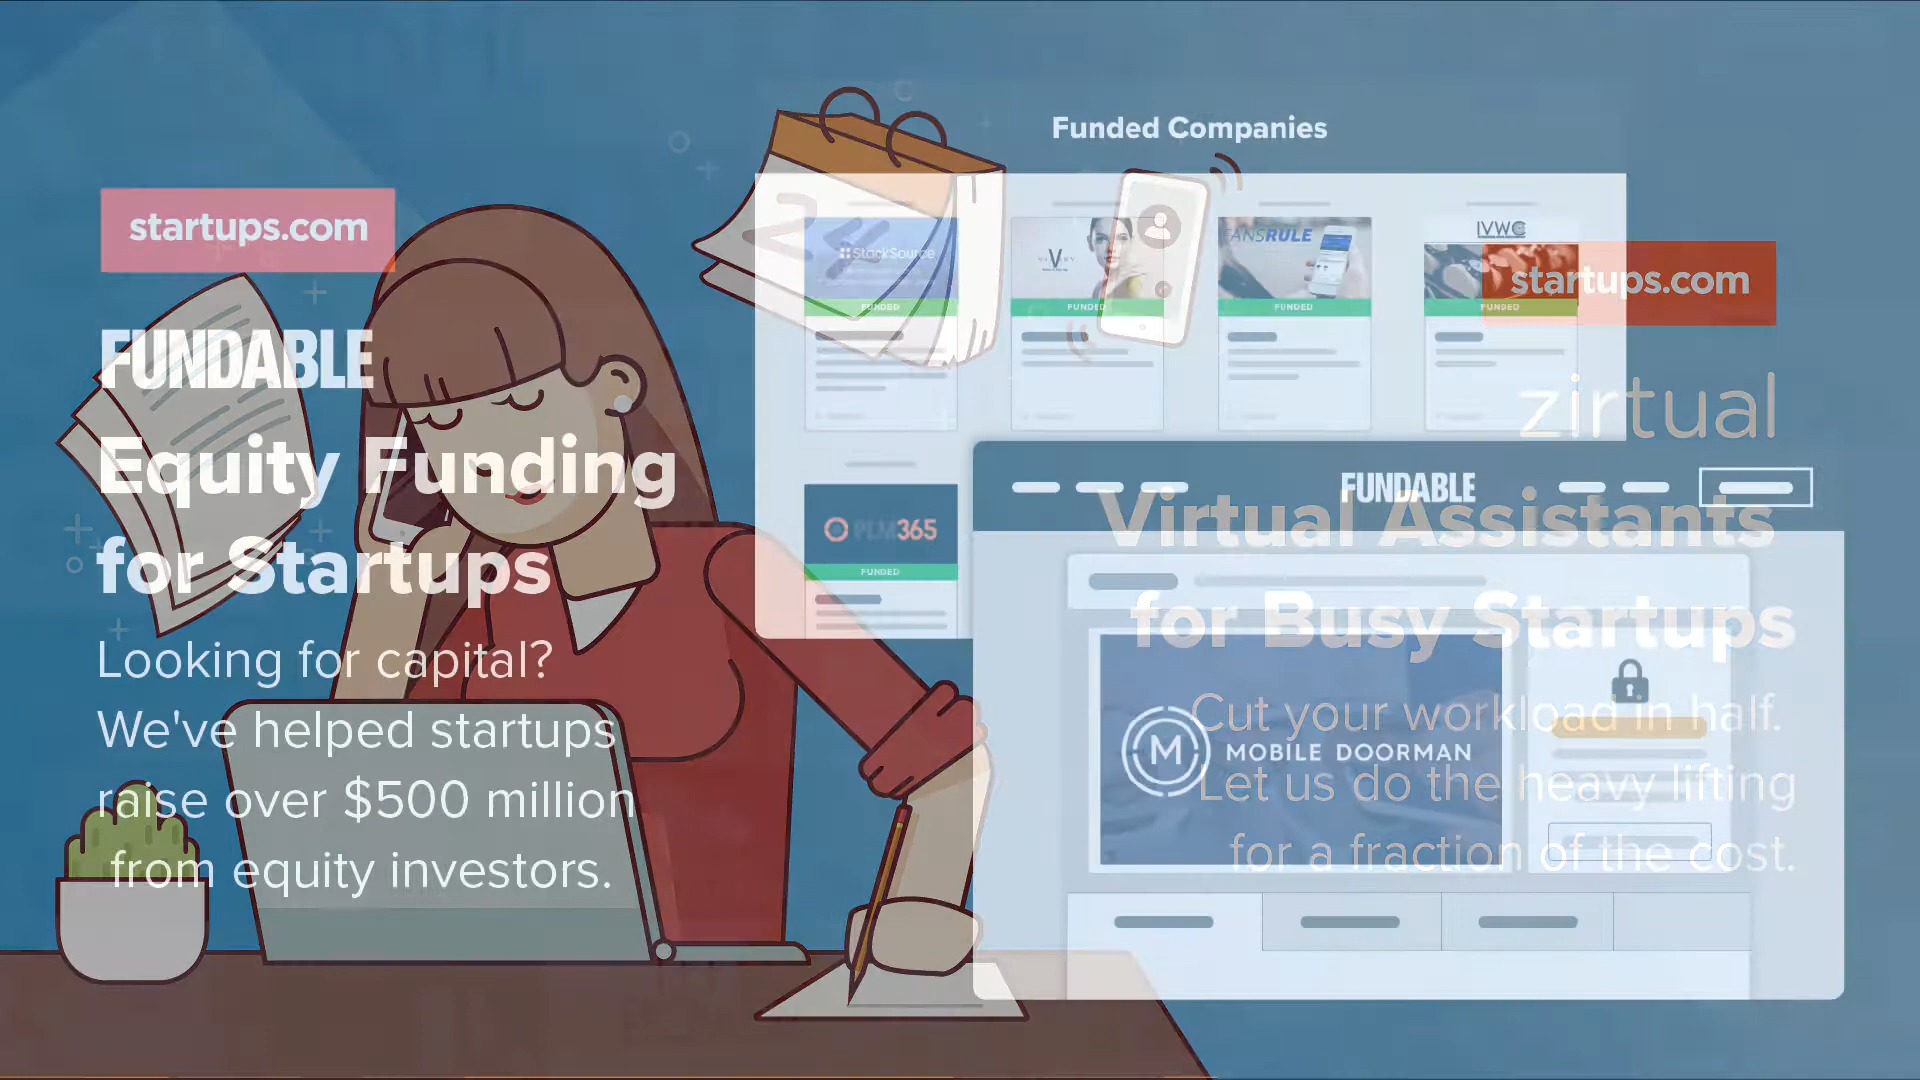 startups.com
FUNDABLE
Equity Funding
for Startups
Looking for capital?
We've helped startups
raise over $500 million
from equity investors.
Funded Companies
2
StackSource
FUNDED
V
FUNDED
EANSRULE
FUNDED
IVWC
FUNDED
PLM365
FUNDED
FUNDABLE
M MOBILE DOORMAN
startups.com
zirtual
Virtual Assistants
for Busy Startups
Cut your workload in half.
Let us do the heavy lifting
for a fraction of the cost.